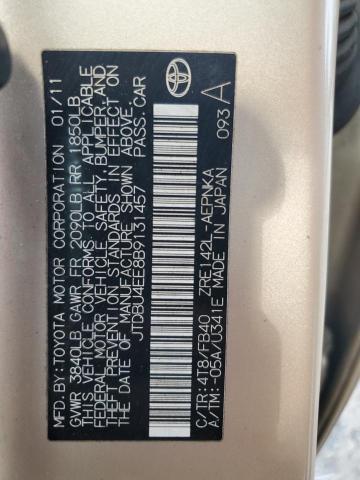 MFD.BY:TOYOTA MOTOR CORPORATION 01/11
GVWR 3840LB GAWR FR 2090LB RR 1850LB
THIS VEHICLE CONFORMS TO ALL APPLICABLE
FEDERAL MOTOR VEHICLE SAFETY, BUMPER, AND
THEFT PREVENTION STANDARDS IN EFFECT ON
THE DATE OF MANUFACTURE SHOWN ABOVE.
JTDBU4EE8B9131457 PASS.CAR
C/TR:4T8/FB40 ZRE142L-AEPNKA
A/TM:-05A/U341E MADE IN JAPAN
093 A